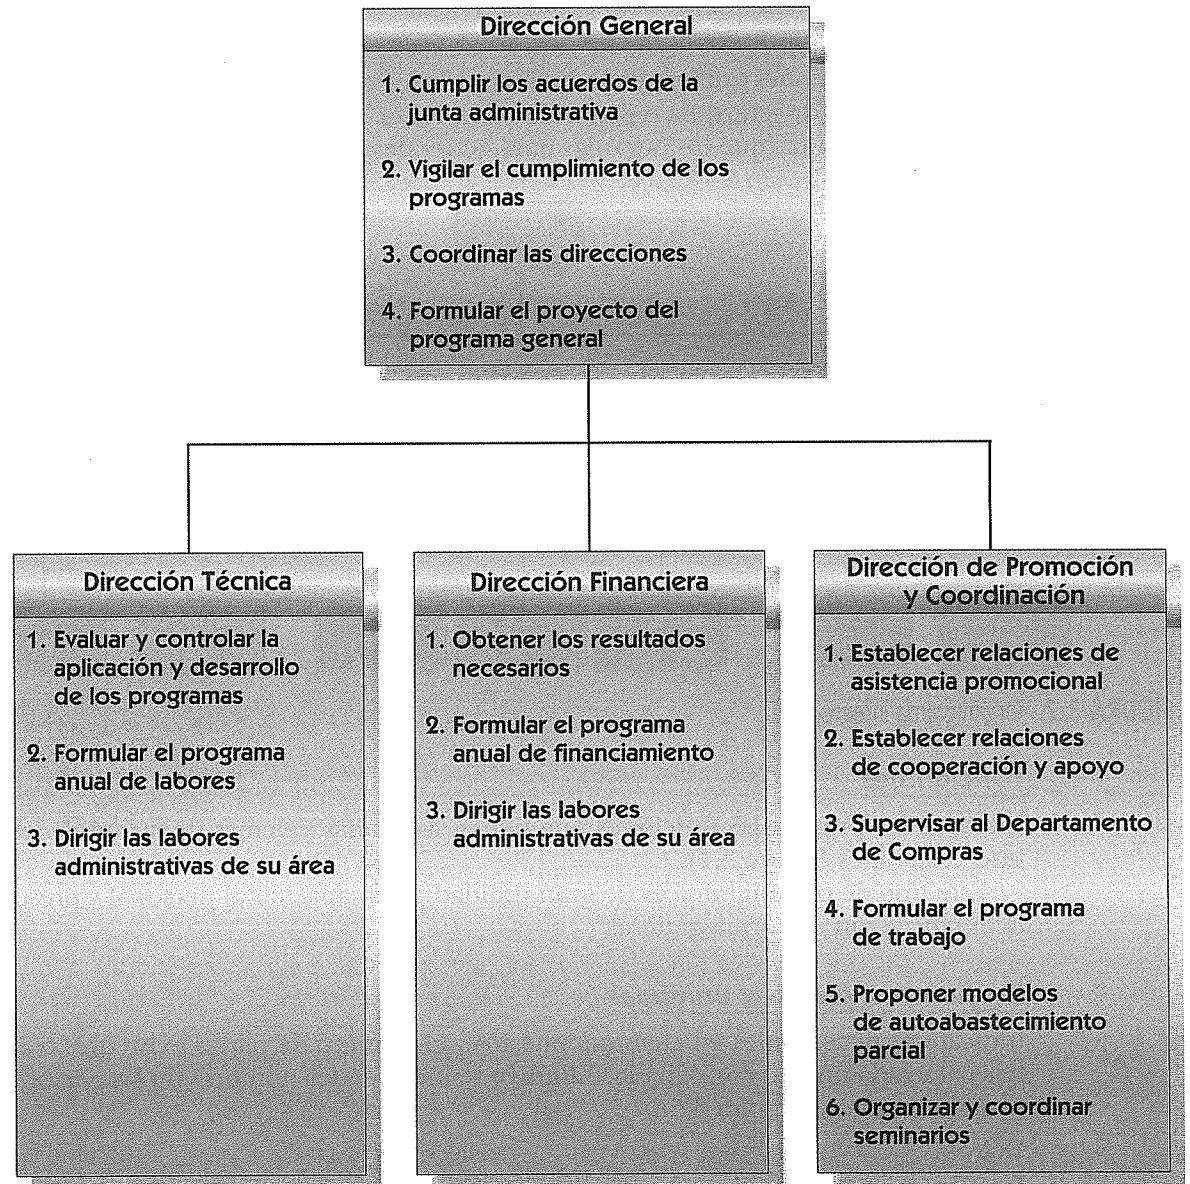 Dirección General
1. Cumplir los acuerdos de la
junta administrativa
2. Vigilar el cumplimiento de los
programas
3. Coordinar las direcciones
4. Formular el proyecto del
programa general
Dirección Técnica
1. Evaluar y controlar la
aplicación y desarrollo
de los programas
2. Formular el programa
anual de labores
3. Dirigir las labores
administrativas de su área
Dirección Financiera
1. Obtener los resultados
necesarios
2. Formular el programa
anual de financiamiento
3. Dirigir las labores
administrativas de su área
Dirección de Promoción
y Coordinación
1. Establecer relaciones de
asistencia promocional
2. Establecer relaciones
de cooperación y apoyo
3. Supervisar al Departamento
de Compras
4. Formular el programa
de trabajo
5. Proponer modelos
de autoabastecimiento
parcial
6. Organizar y coordinar
seminarios